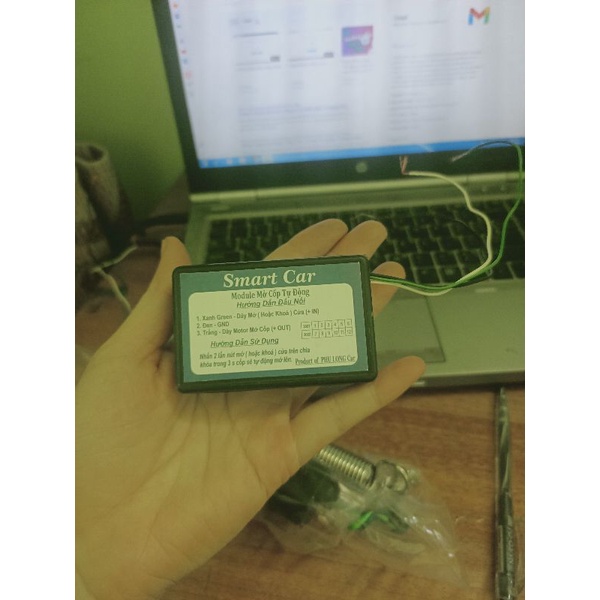 Smart Car
Module Mở Cốp Tự Động
Hướng Dẫn Đấu Nối
1. Xanh Green - Dây Mở ( Hoặc Khoá ) Cửa (+ IN)
2. Đen - GND
3. Trắng - Dây Motor Mở Cốp (+ OUT)
Hướng Dẫn Sử Dụng
Nhấn 2 lần nút mở ( hoặc khoá ) cửa trên chìa
khóa trong 3 s cốp sẽ tự động mở lên
Product of PHU LONG Car